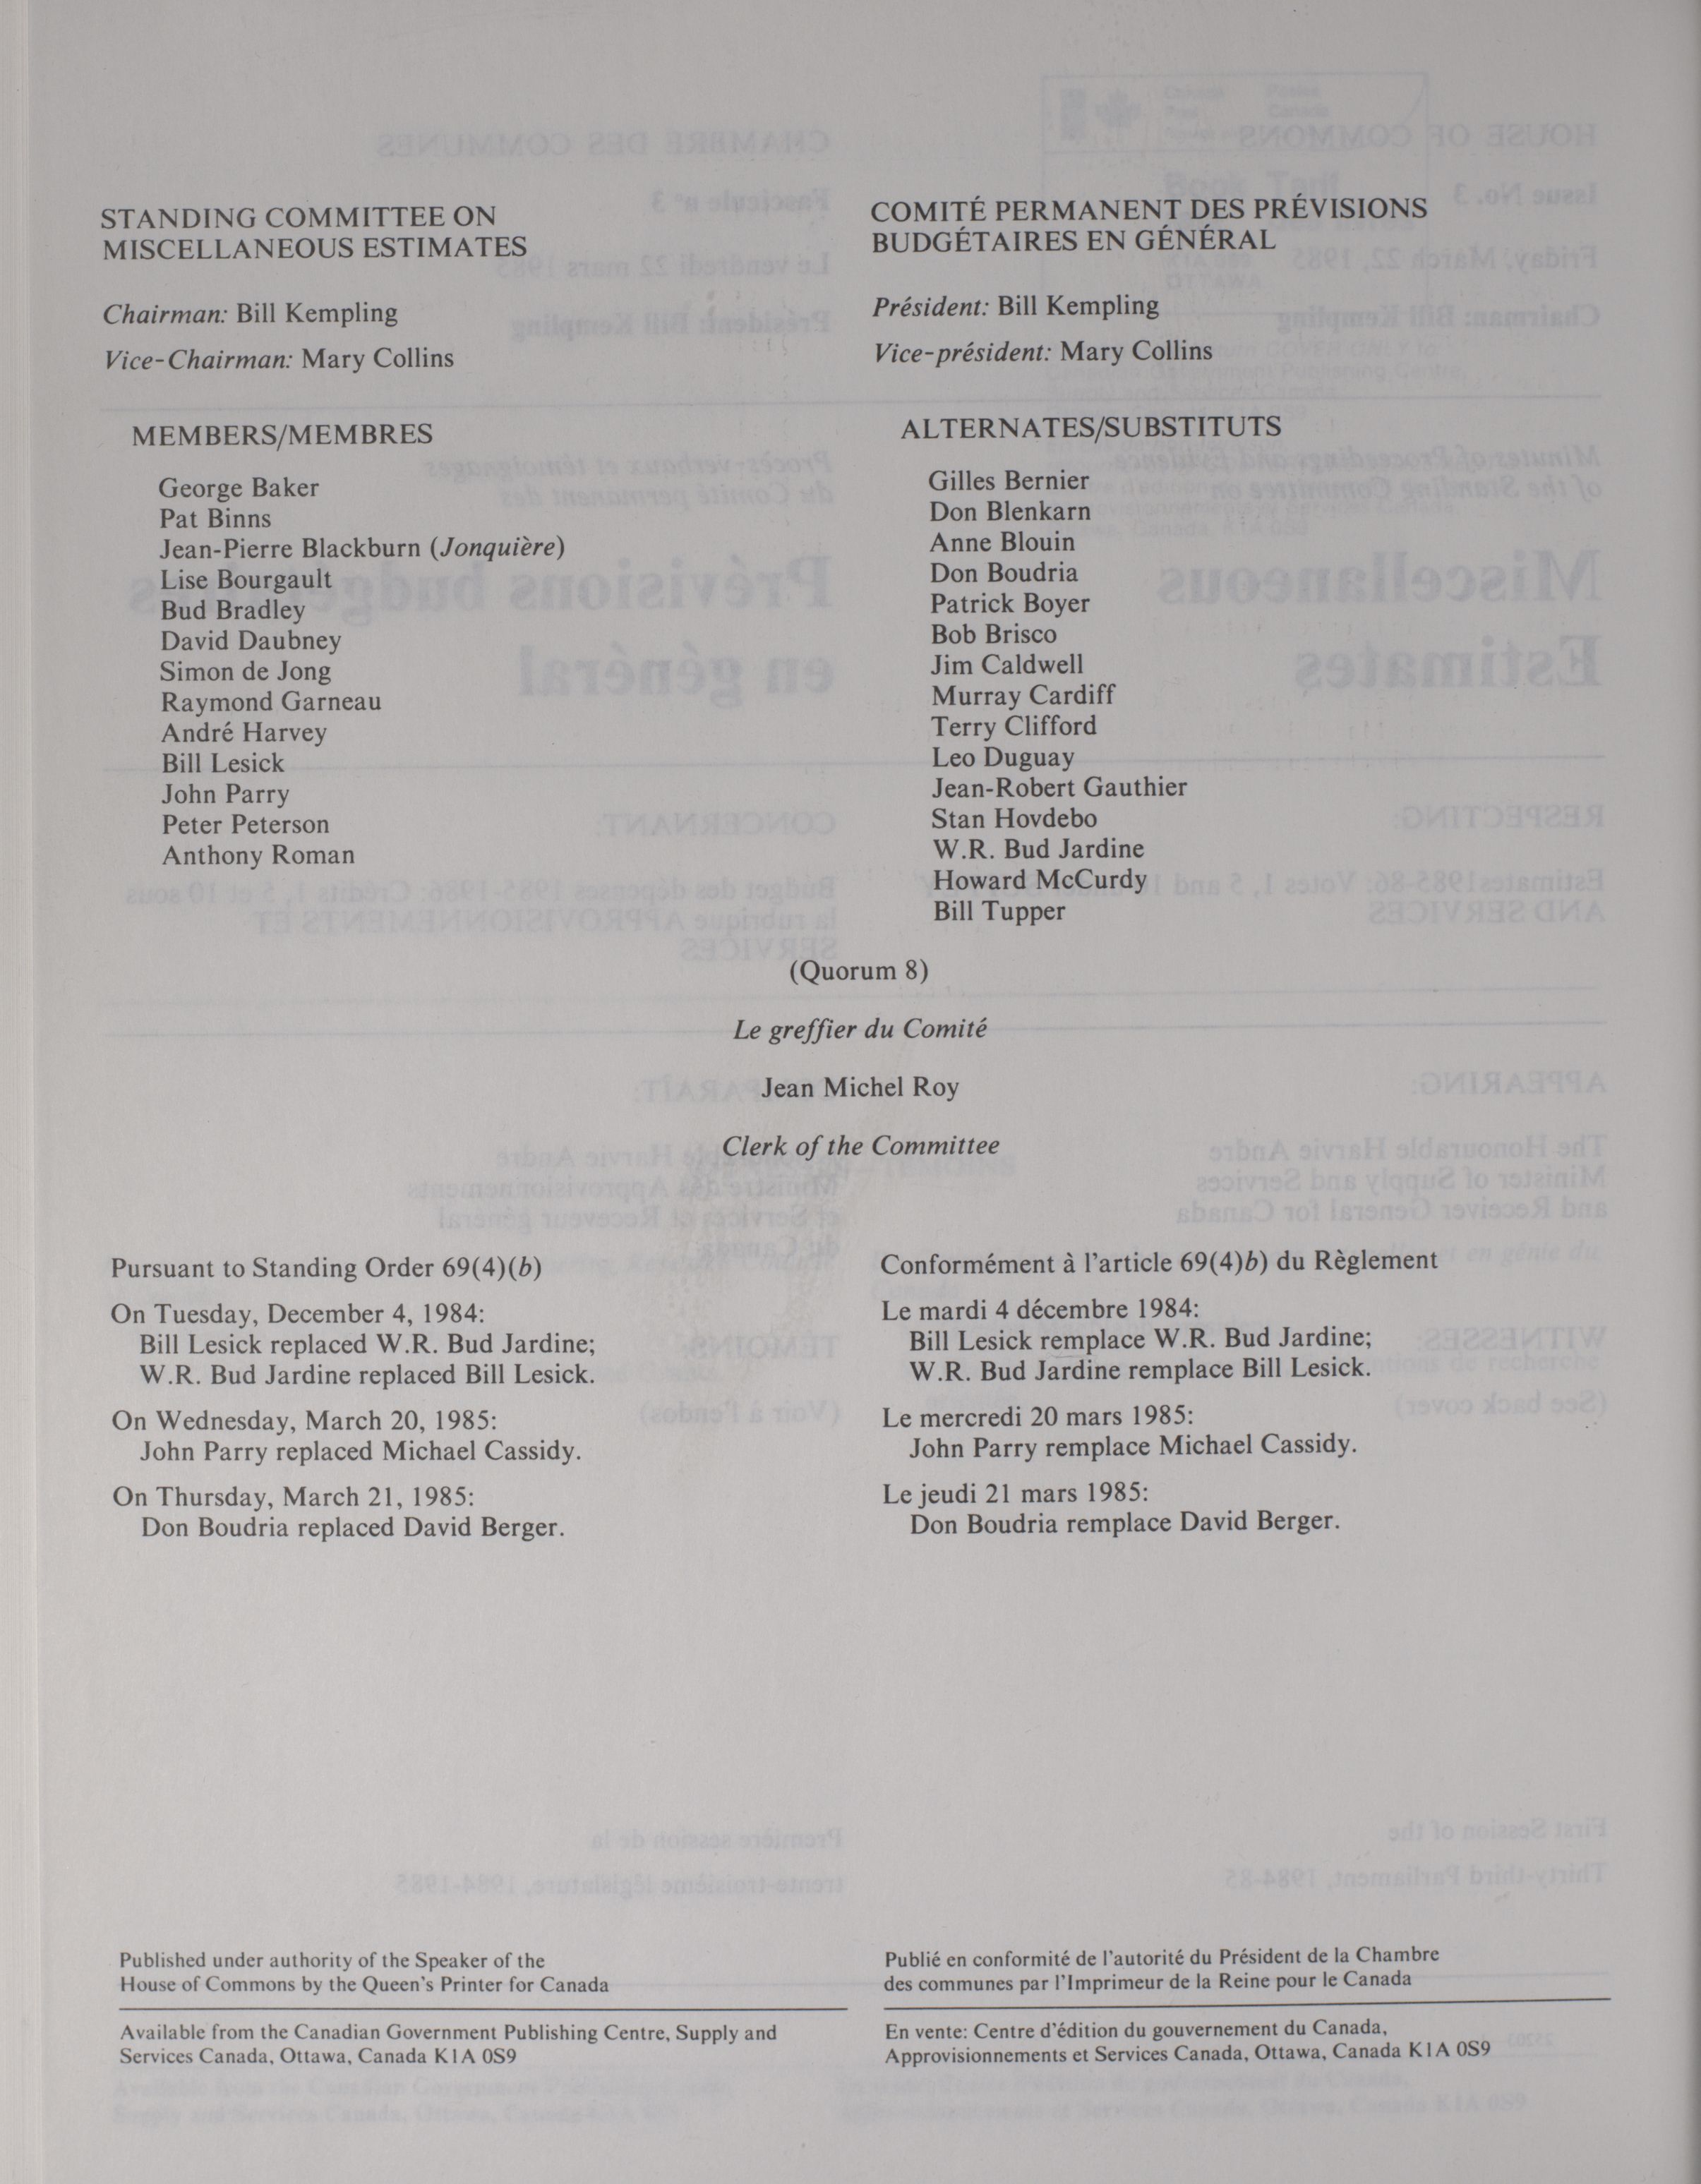 STANDING COMMITTEE ON
MISCELLANEOUS ESTIMATES
Chairman: Bill Kempling
Vice-Chairman: Mary Collins
MEMBERS/MEMBRES
George Baker
Pat Binns
Jean-Pierre Blackburn (Jonquière)
Lise Bourgault
Bud Bradley
David Daubney
Simon de Jong
Raymond Garneau
André Harvey
Bill Lesick
John Parry
Peter Peterson
Anthony Roman
COMITÉ PERMANENT DES PRÉVISIONS
BUDGÉTAIRES EN GÉNÉRAL
Président: Bill Kempling
Vice-président: Mary Collins
ALTERNATES/SUBSTITUTS
Gilles Bernier
Don Blenkarn
Anne Blouin
Don Boudria
Patrick Boyer
Bob Brisco
Jim Caldwell
Murray Cardiff
Terry Clifford
Leo Duguay
Jean-Robert Gauthier
Stan Hovdebo
W.R. Bud Jardine
Howard McCurdy
Bill Tupper
(Quorum 8)
Le greffier du Comité
Jean Michel Roy
Clerk of the Committee
Pursuant to Standing Order 69(4)(b)
On Tuesday, December 4, 1984:
Bill Lesick replaced W.R. Bud Jardine;
W.R. Bud Jardine replaced Bill Lesick.
On Wednesday, March 20, 1985:
John Parry replaced Michael Cassidy.
On Thursday, March 21, 1985:
Don Boudria replaced David Berger.
Conformément à l'article 69(4)b) du Règlement
Le mardi 4 décembre 1984:
Bill Lesick remplace W.R. Bud Jardine;
W.R. Bud Jardine remplace Bill Lesick.
Le mercredi 20 mars 1985:
John Parry remplace Michael Cassidy.
Le jeudi 21 mars 1985:
Don Boudria remplace David Berger.
Published under authority of the Speaker of the
House of Commons by the Queen's Printer for Canada
Available from the Canadian Government Publishing Centre, Supply and
Services Canada, Ottawa, Canada K1A 0S9
Publié en conformité de l'autorité du Président de la Chambre
des communes par l'Imprimeur de la Reine pour le Canada
En vente: Centre d'édition du gouvernement du Canada,
Approvisionnements et Services Canada, Ottawa, Canada K1A 0S9